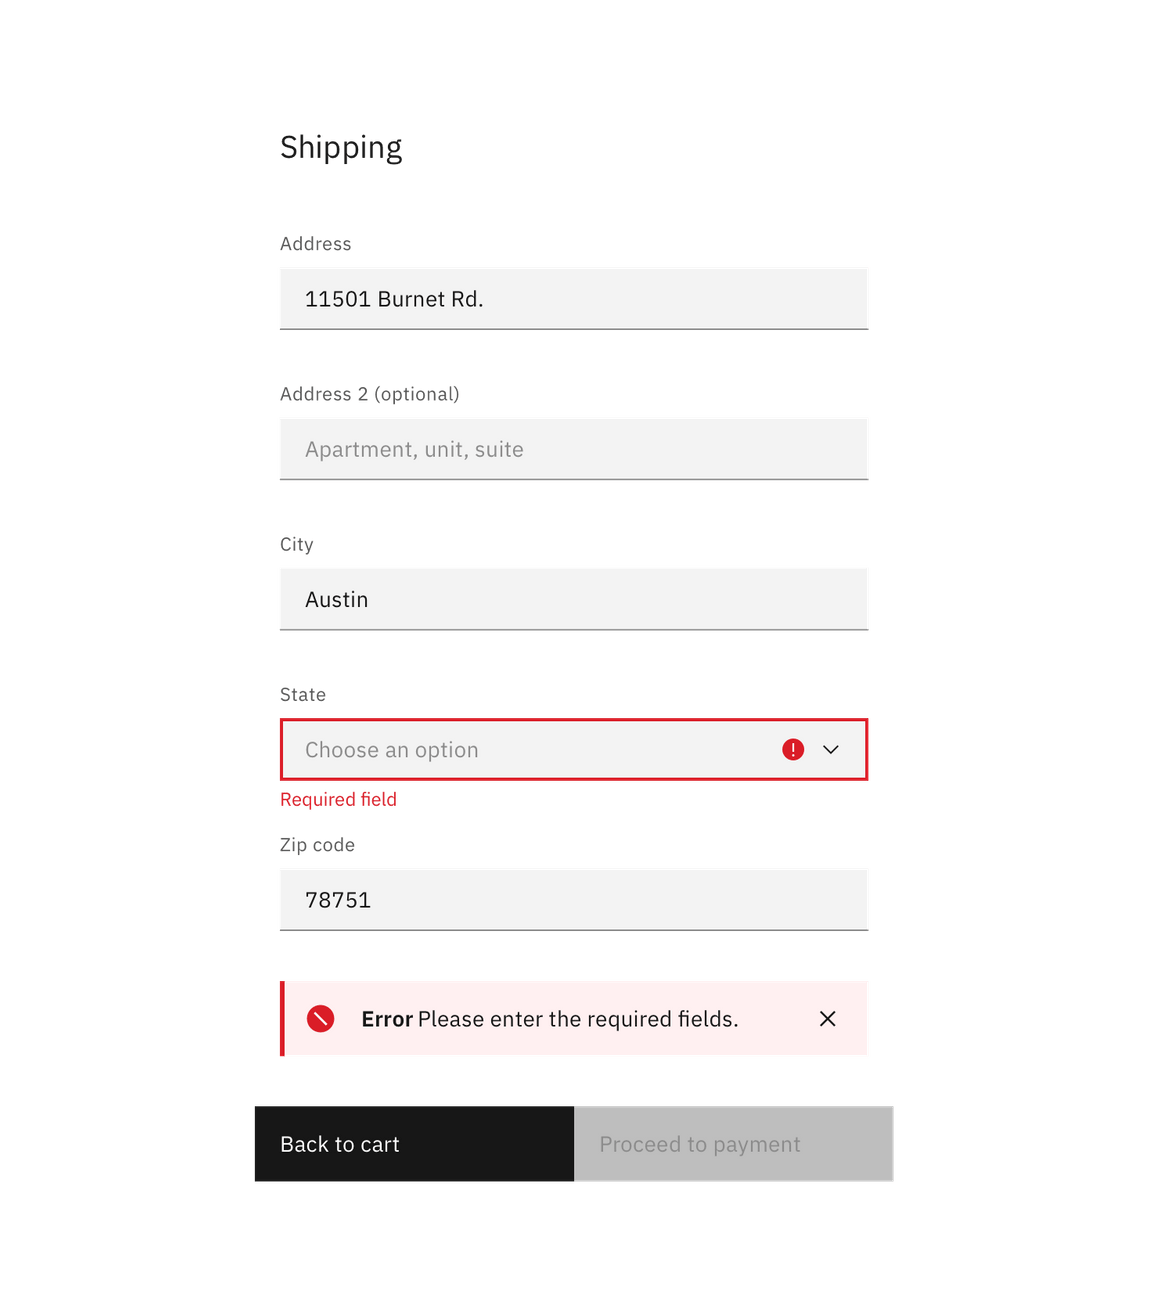 Shipping
Address
11501 Burnet Rd.
Address 2 (optional)
Apartment, unit, suite
City
Austin
State
Choose an option
Required field
Zip code
78751
Error Please enter the required fields.
Back to cart
Proceed to payment